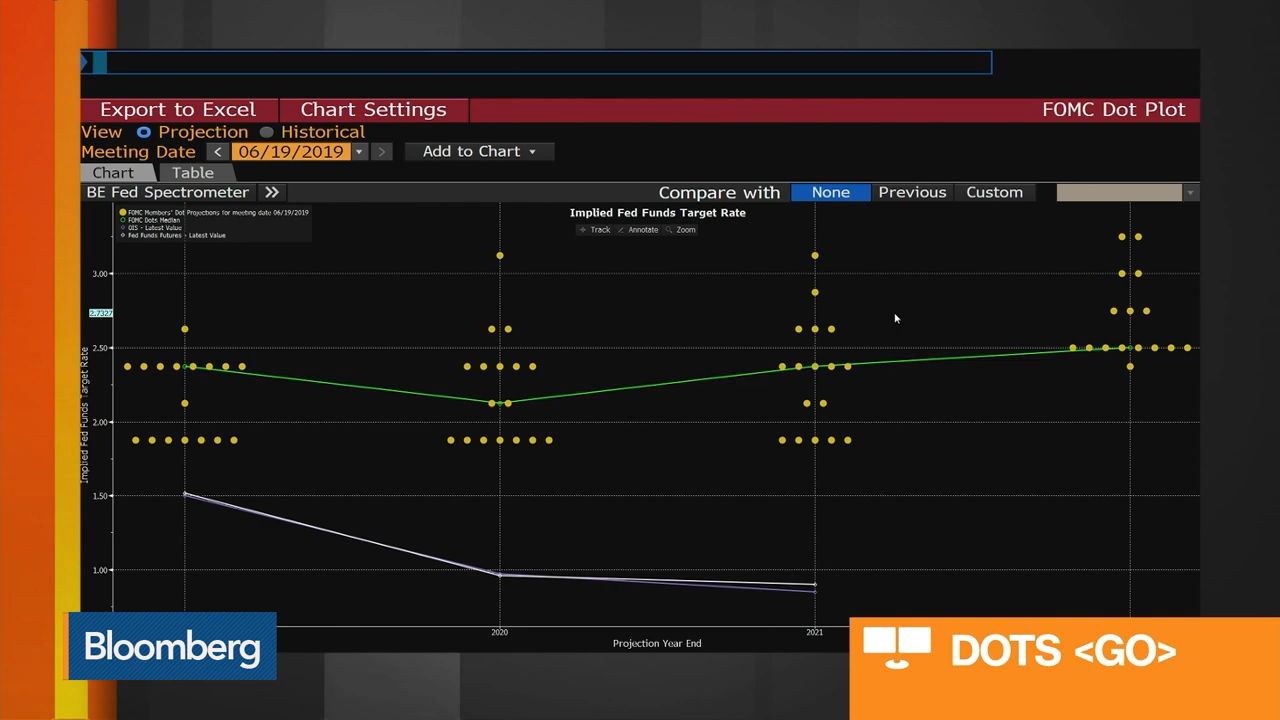 Export to Excel Chart Settings FOMC Dot Plot
View Projection Historical
Meeting Date < 06/19/2019 > Add to Chart
Chart Table
BE Fed Spectrometer >> Compare with None Previous Custom
Implied Fed Funds Target Rate
Track Annotate Zoom
FOMC Members' Dot Projections for meeting date 06/19/2019
FOMC Dots Median
OIS - Latest Value
Fed Funds Futures - Latest Value
3.00
2.7327
2.50
2.00
1.50
1.00
Implied Fed Funds Target Rate
2020 2021
Projection Year End
Bloomberg
DOTS <GO>